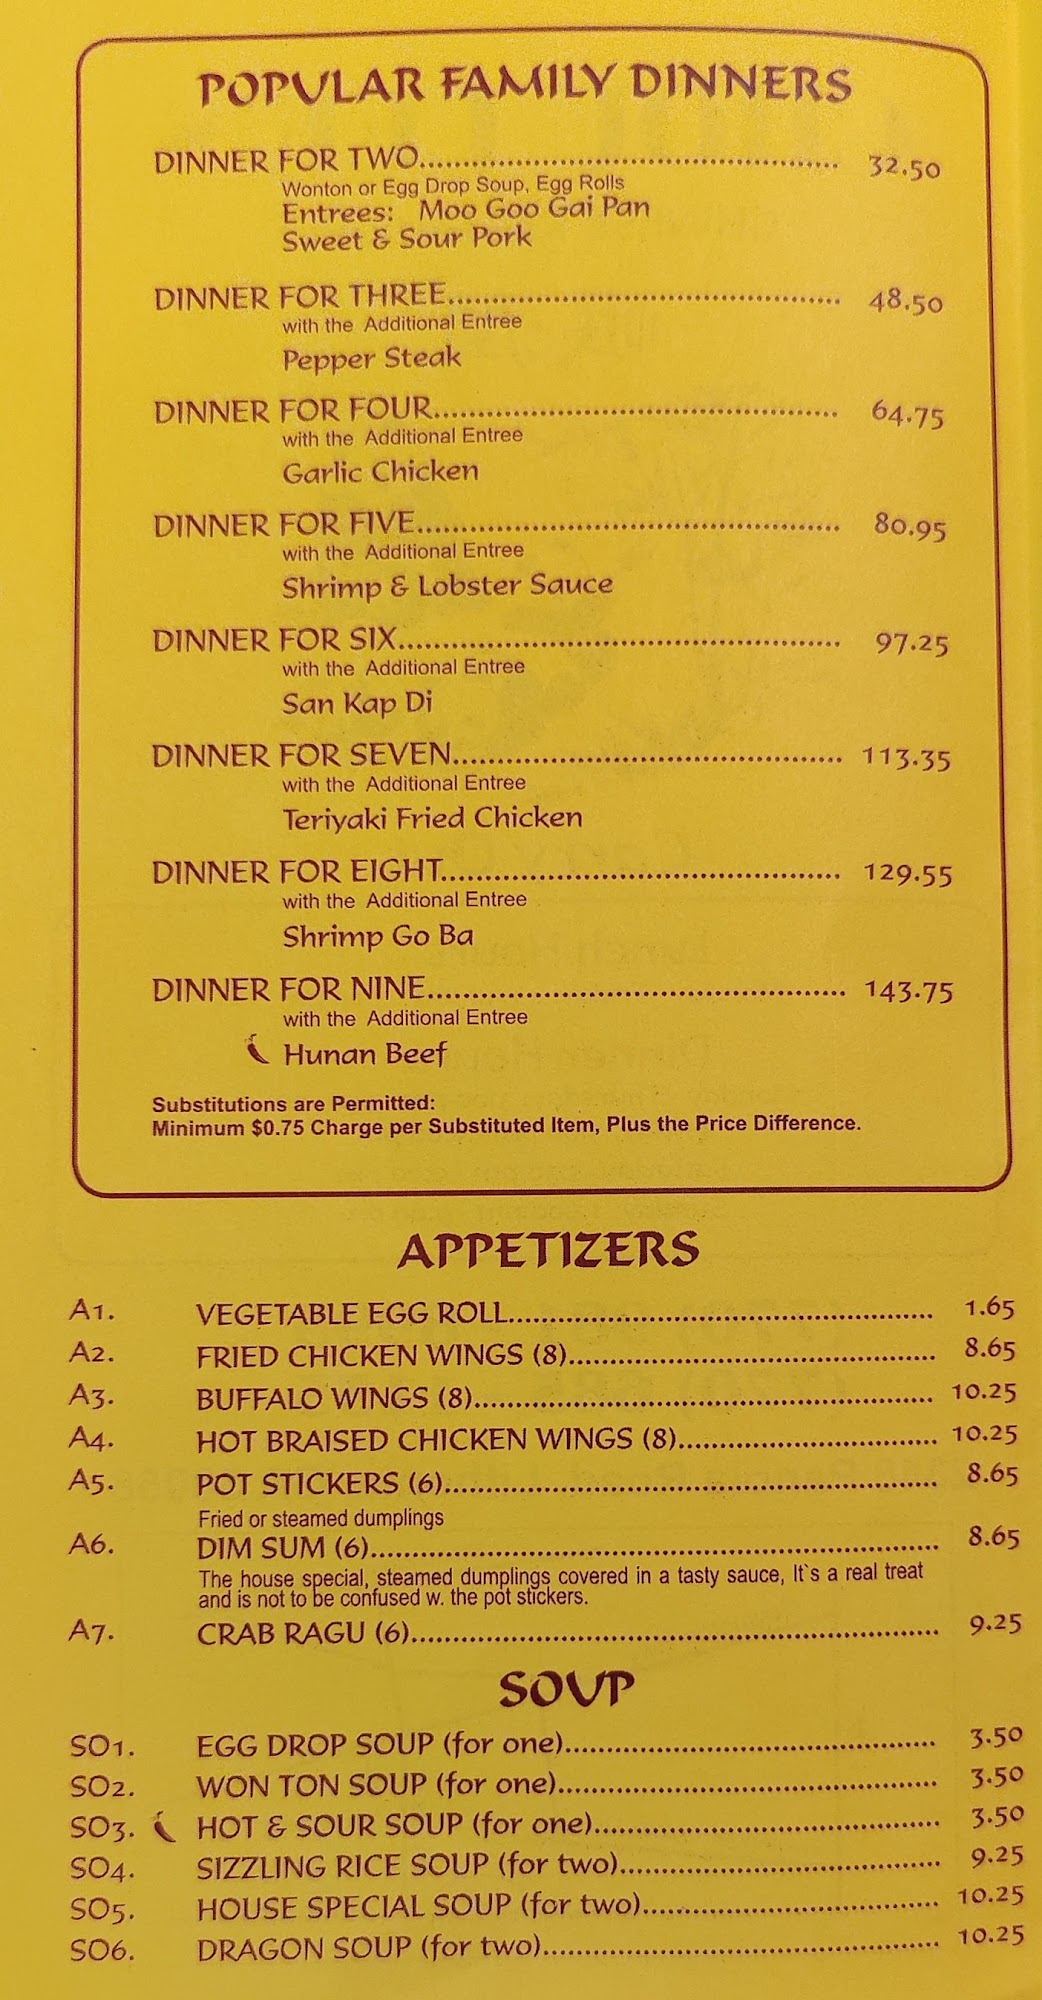 POPULAR FAMILY DINNERS
DINNER FOR TWO.................................................. 32.50
Wonton or Egg Drop Soup, Egg Rolls
Entrees: Moo Goo Gai Pan
Sweet & Sour Pork
DINNER FOR THREE............................................... 48.50
with the Additional Entree
Pepper Steak
DINNER FOR FOUR................................................ 64.75
with the Additional Entree
Garlic Chicken
DINNER FOR FIVE.................................................. 80.95
with the Additional Entree
Shrimp & Lobster Sauce
DINNER FOR SIX.................................................... 97.25
with the Additional Entree
San Kap Di
DINNER FOR SEVEN.............................................. 113.35
with the Additional Entree
Teriyaki Fried Chicken
DINNER FOR EIGHT............................................... 129.55
with the Additional Entree
Shrimp Go Ba
DINNER FOR NINE................................................. 143.75
with the Additional Entree
Hunan Beef
Substitutions are Permitted:
Minimum $0.75 Charge per Substituted Item, Plus the Price Difference.
APPETIZERS
A1. VEGETABLE EGG ROLL.................................................. 1.65
A2. FRIED CHICKEN WINGS (8)............................................ 8.65
A3. BUFFALO WINGS (8)...................................................... 10.25
A4. HOT BRAISED CHICKEN WINGS (8)............................... 10.25
A5. POT STICKERS (6).......................................................... 8.65
Fried or steamed dumplings
A6. DIM SUM (6).................................................................... 8.65
The house special, steamed dumplings covered in a tasty sauce, It`s a real treat
and is not to be confused w. the pot stickers.
A7. CRAB RAGU (6)............................................................... 9.25
SOUP
SO1. EGG DROP SOUP (for one)............................................ 3.50
SO2. WON TON SOUP (for one)............................................. 3.50
SO3. HOT & SOUR SOUP (for one)......................................... 3.50
SO4. SIZZLING RICE SOUP (for two)...................................... 9.25
SO5. HOUSE SPECIAL SOUP (for two)................................... 10.25
SO6. DRAGON SOUP (for two)............................................... 10.25